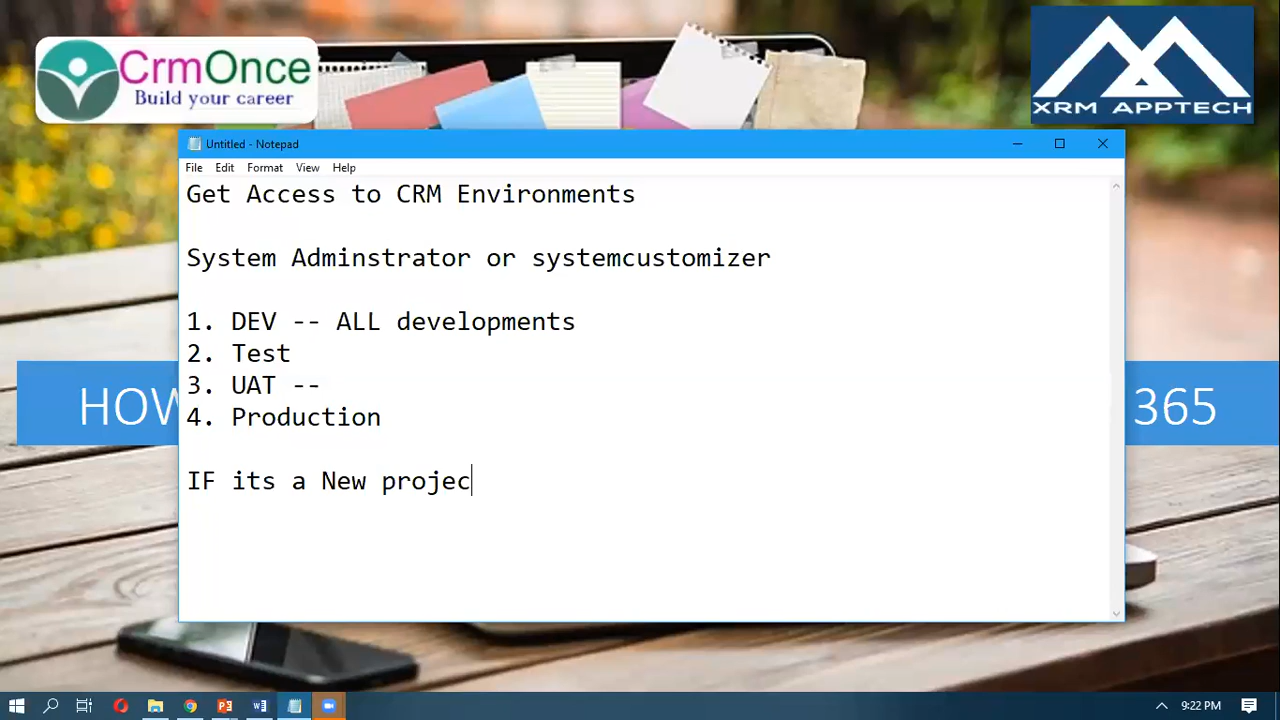 CrmOnce
Build your career
XRM APPTECH
Untitled - Notepad
File Edit Format View Help
Get Access to CRM Environments
System Adminstrator or systemcustomizer
1. DEV -- ALL developments
2. Test
3. UAT --
4. Production
HOW
365
IF its a New projec
9:22 PM